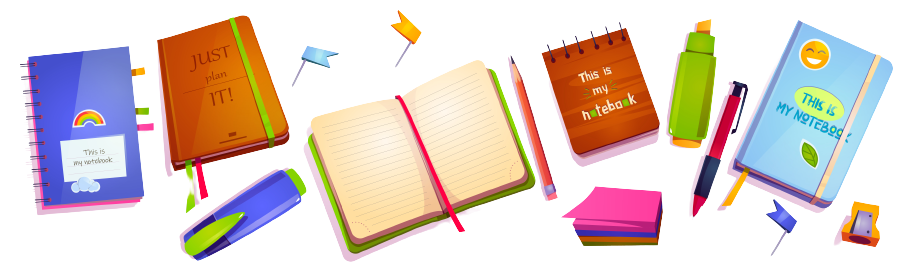 This is
my notebook
JUST
plan
IT!
This is
my
notebook
THIS IS
MY NOTEBOOK